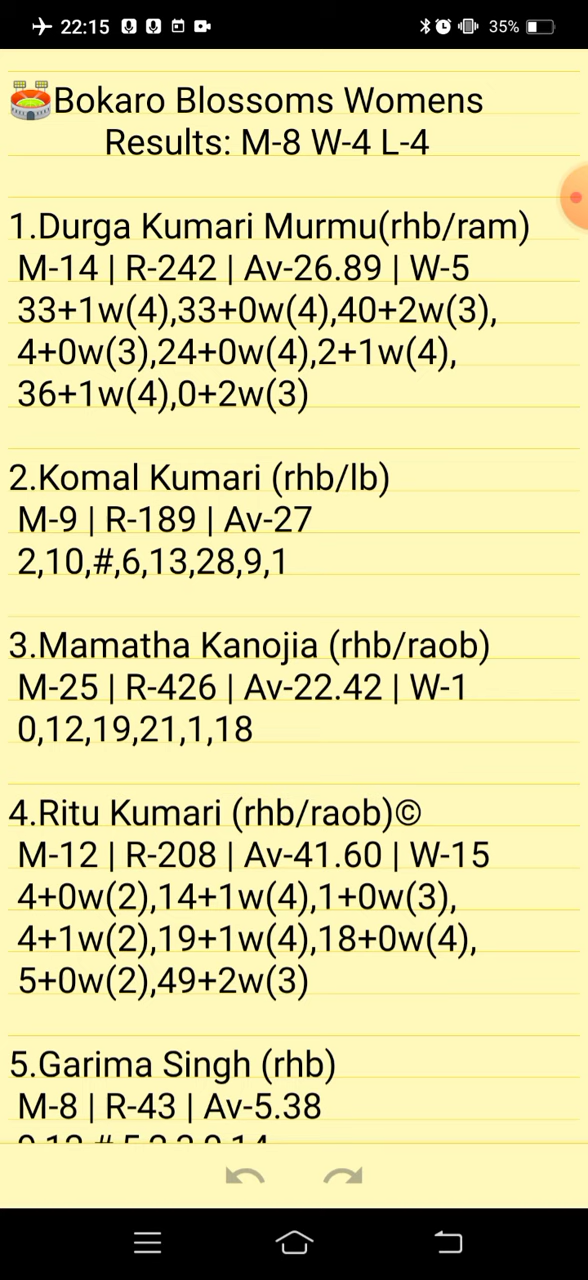 22:15
35%
Bokaro Blossoms Womens
Results: M-8 W-4 L-4
1.Durga Kumari Murmu(rhb/ram)
M-14 | R-242 | Av-26.89 | W-5
33+1w(4),33+0w(4),40+2w(3),
4+0w(3),24+0w(4),2+1w(4),
36+1w(4),0+2w(3)
2.Komal Kumari (rhb/lb)
M-9 | R-189 | Av-27
2,10,#,6,13,28,9,1
3.Mamatha Kanojia (rhb/raob)
M-25 | R-426 | Av-22.42 | W-1
0,12,19,21,1,18
4.Ritu Kumari (rhb/raob)©
M-12 | R-208 | Av-41.60 | W-15
4+0w(2),14+1w(4),1+0w(3),
4+1w(2),19+1w(4),18+0w(4),
5+0w(2),49+2w(3)
5.Garima Singh (rhb)
M-8 | R-43 | Av-5.38